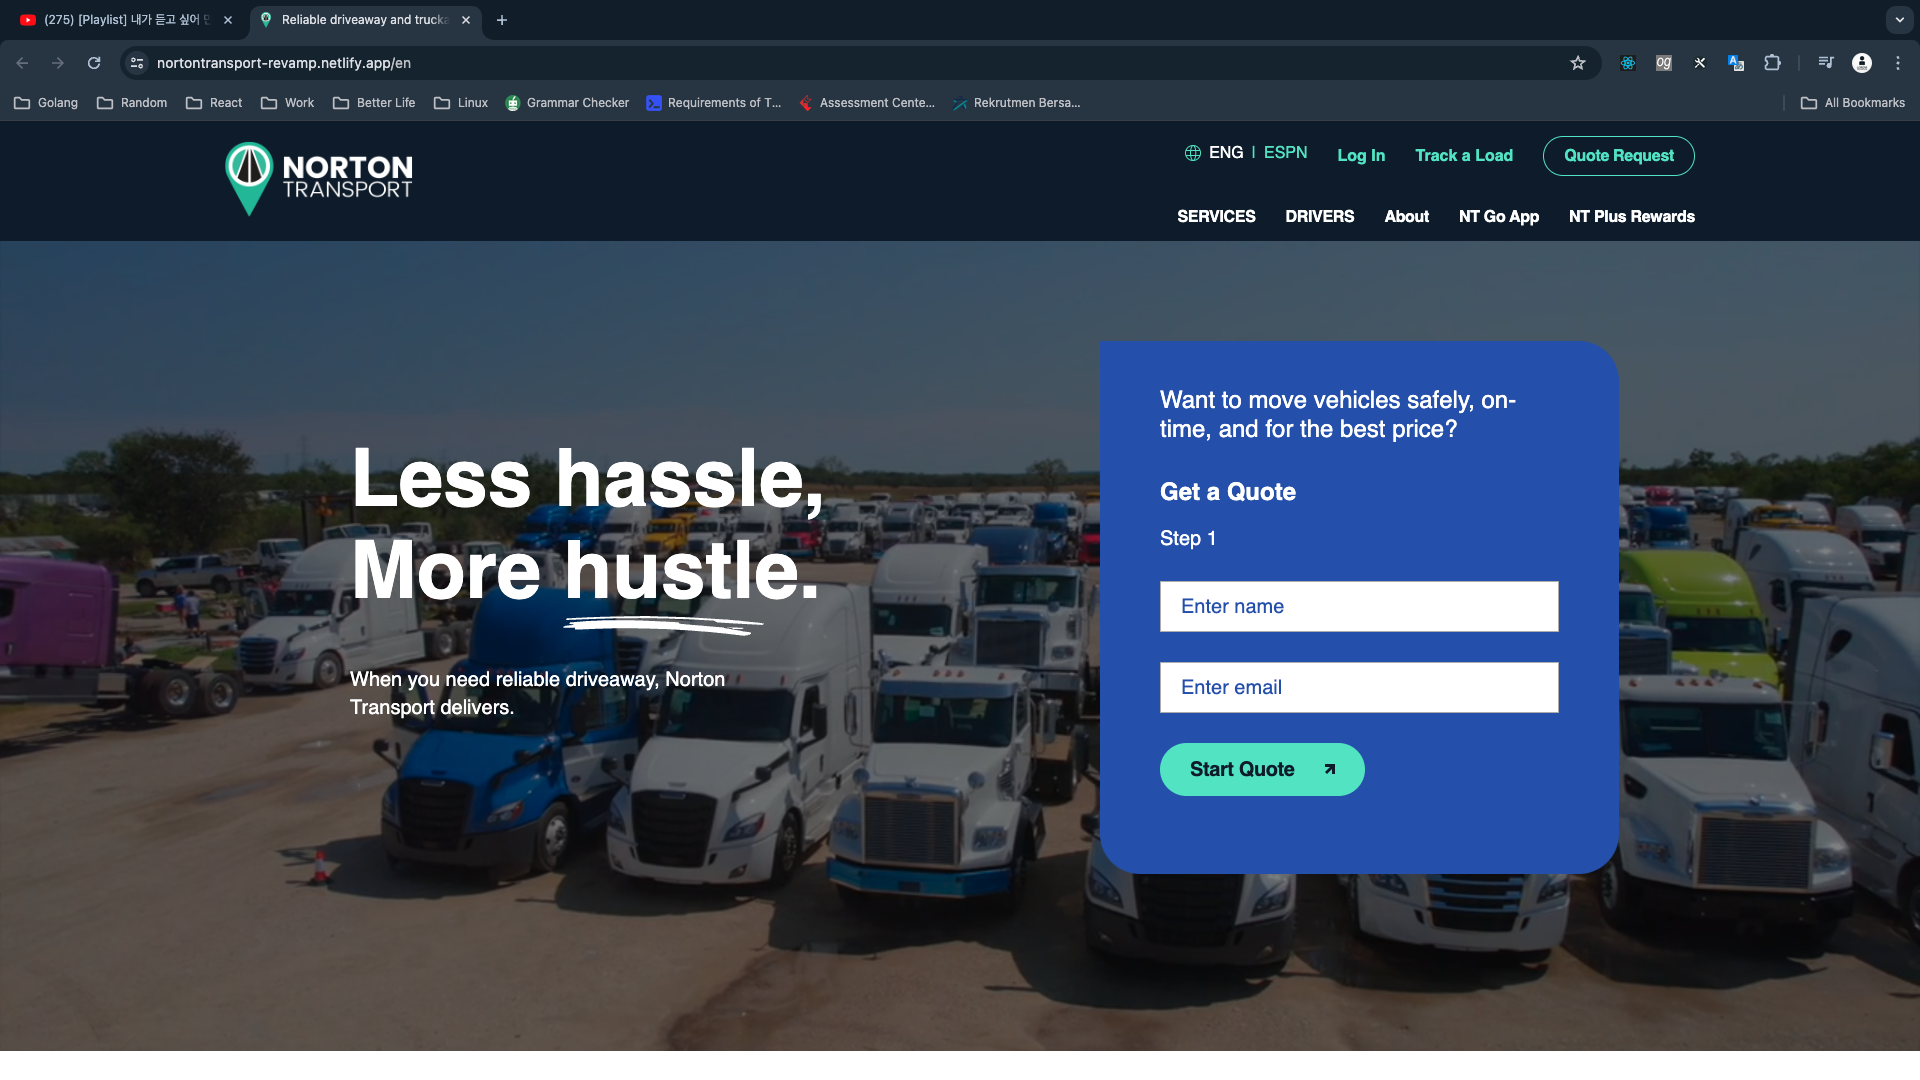 (275) [Playlist] 내가 듣고 싶어
Reliable driveaway and trucka
nortontransport-revamp.netlify.app/en
Golang
Random
React
Work
Better Life
Linux
Grammar Checker
Requirements of T...
Assessment Cente...
Rekrutmen Bersa...
All Bookmarks
NORTON
TRANSPORT
ENG | ESPN
Log In
Track a Load
Quote Request
SERVICES
DRIVERS
About
NT Go App
NT Plus Rewards
Less hassle,
More hustle.
When you need reliable driveaway, Norton
Transport delivers.
Want to move vehicles safely, on-
time, and for the best price?
Get a Quote
Step 1
Enter name
Enter email
Start Quote